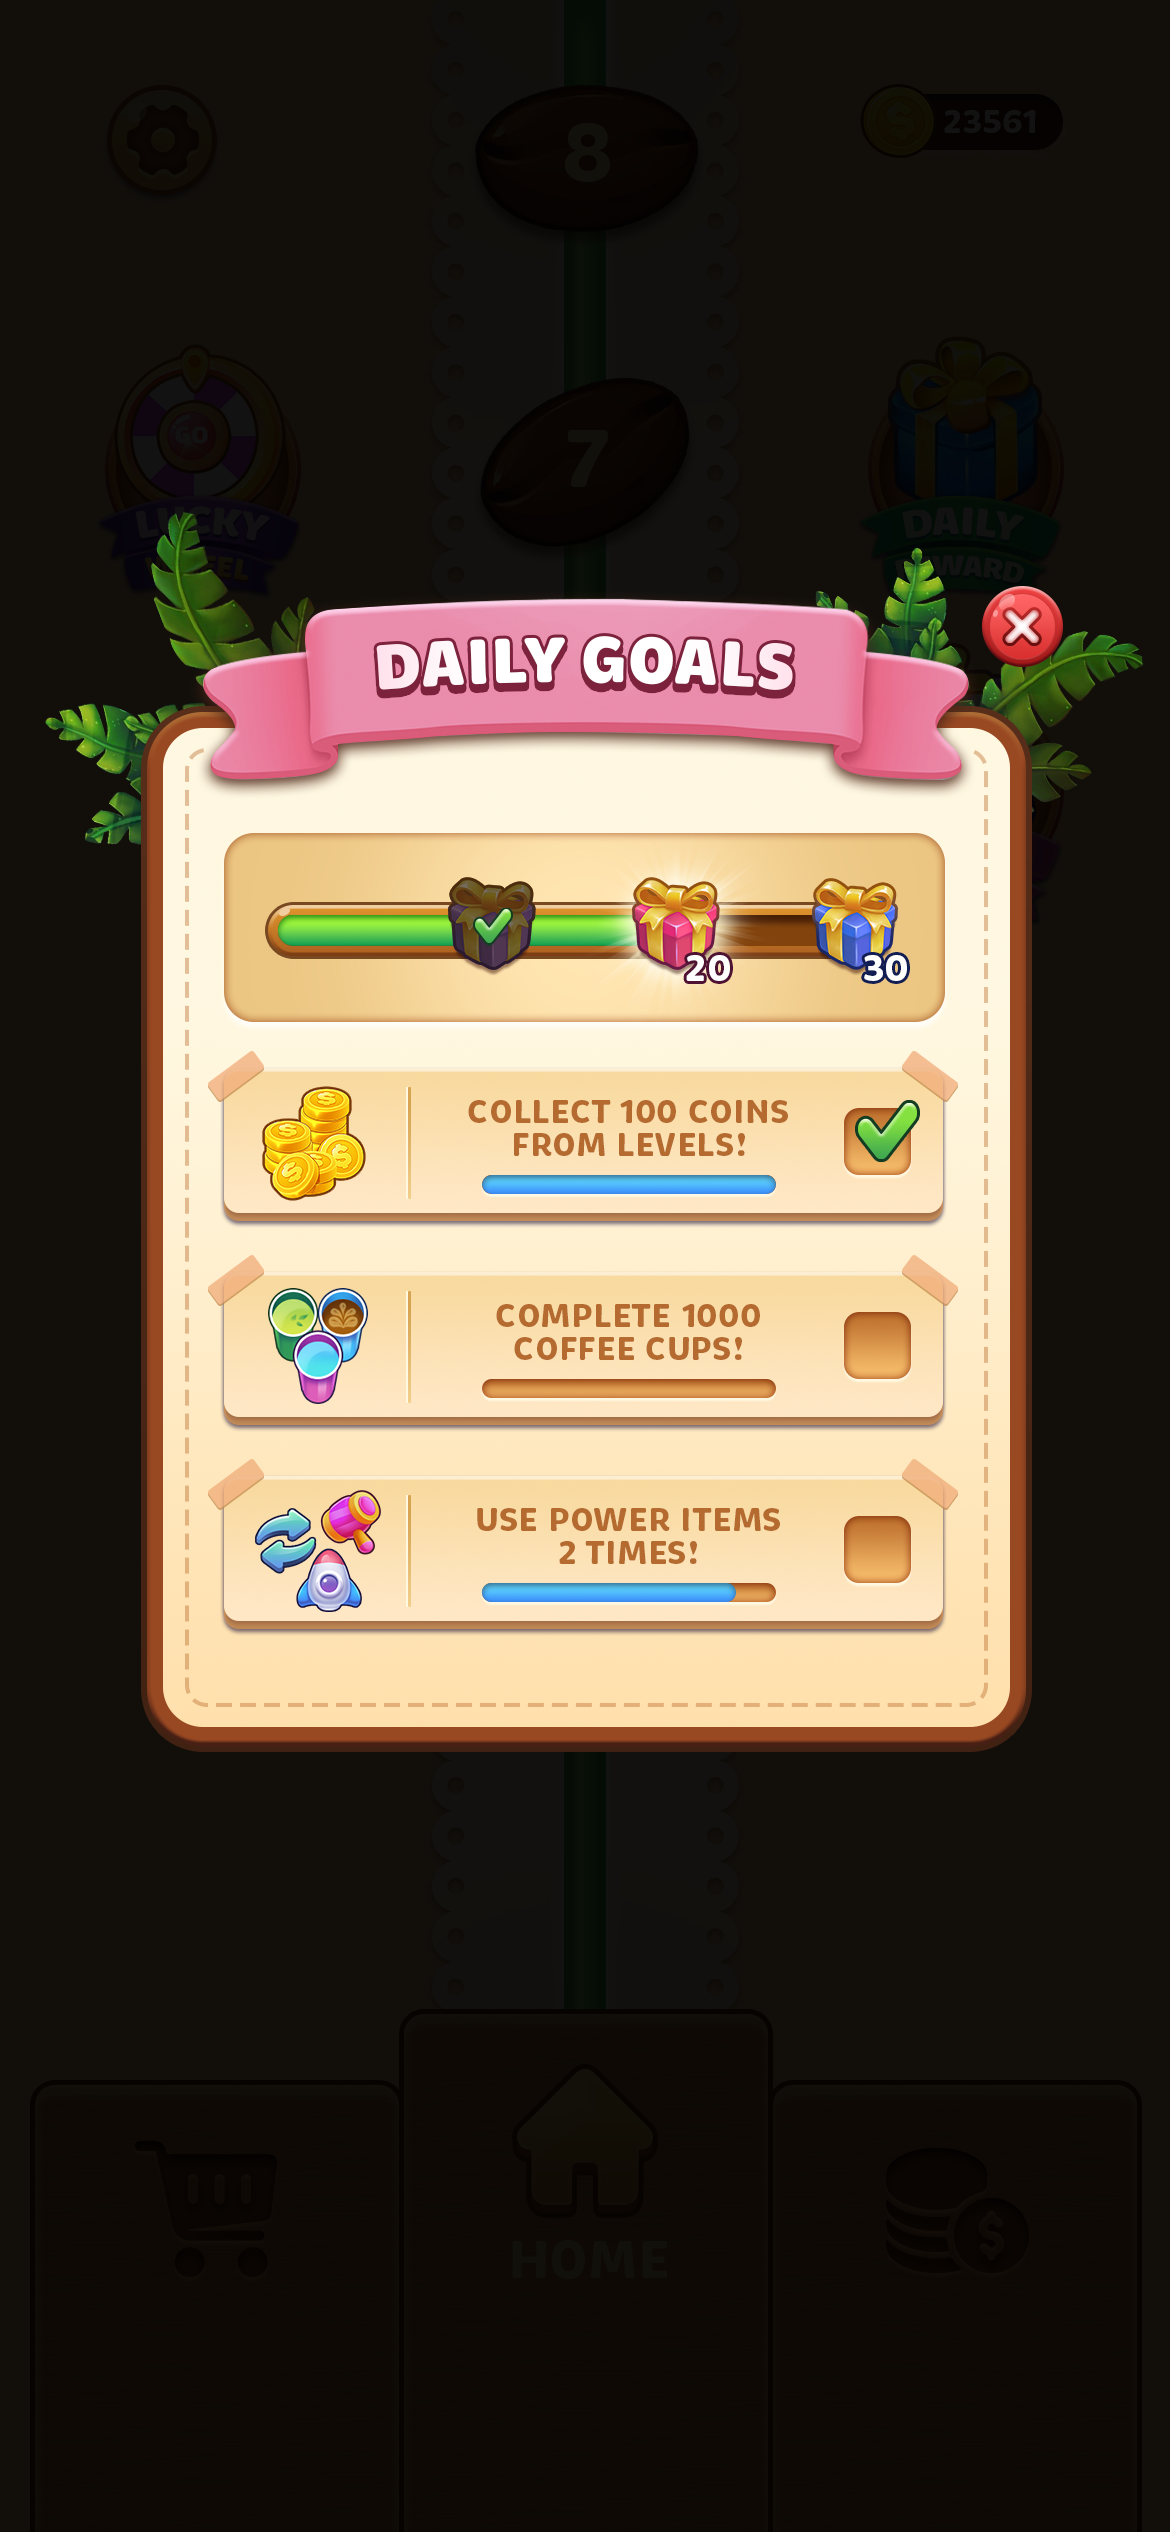 8
23561
7
GO
LUCKY
DAILY
DAILY GOALS
20
30
COLLECT 100 COINS
FROM LEVELS!
COMPLETE 1000
COFFEE CUPS!
USE POWER ITEMS
2 TIMES!
HOME